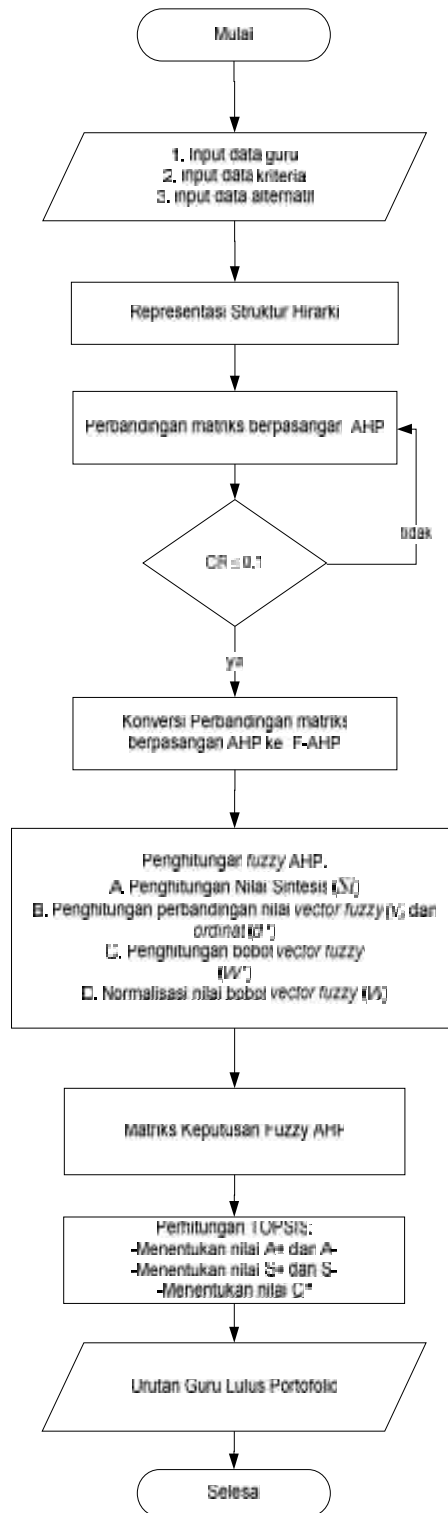 Mulai
1. Input data guru
2. Input data kriteria
3. Input data alternatif
Representasi Struktur Hirarki
Perbandingan matriks berpasangan AHP
tidak
CR ≤ 0,1
ya
Konversi Perbandingan matriks
berpasangan AHP ke F-AHP
Penghitungan fuzzy AHP.
A. Penghitungan Nilai Sintesis (Si)
B. Penghitungan perbandingan nilai vector fuzzy (V) dan
ordinat (d')
C. Penghitungan bobot vector fuzzy
(W')
D. Normalisasi nilai bobot vector fuzzy (W)
Matriks Keputusan Fuzzy AHP
Perhitungan TOPSIS:
-Menentukan nilai A+ dan A-
-Menentukan nilai S+ dan S-
-Menentukan nilai C*
Urutan Guru Lulus Portofolio
Selesai